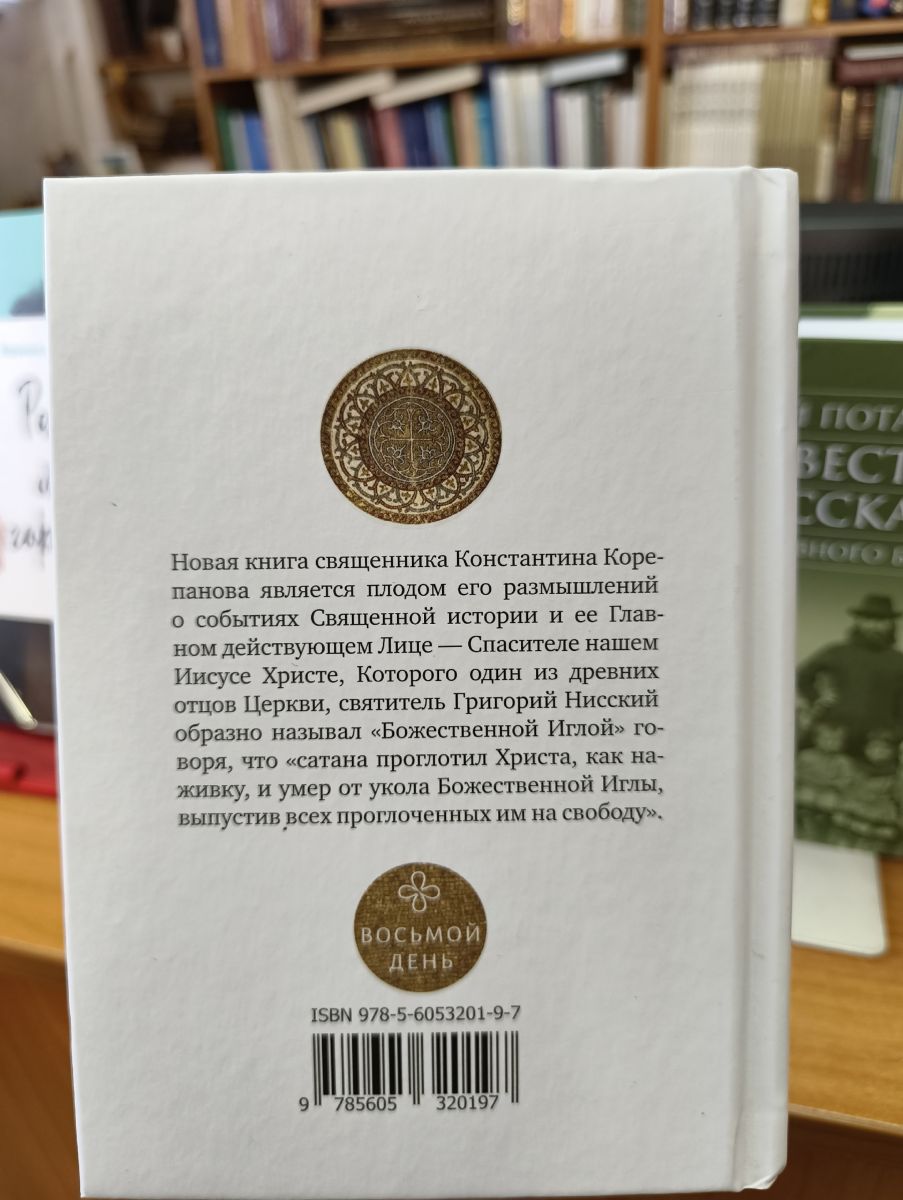 Новая книга священника Константина Коре-
панова является плодом его размышлений
о событиях Священной истории и ее Глав-
ном действующем Лице — Спасителе нашем
Иисусе Христе, Которого один из древних
отцов Церкви, святитель Григорий Нисский
образно называл «Божественной Иглой» го-
воря, что «сатана проглотил Христа, как на-
живку, и умер от укола Божественной Иглы,
выпустив всех проглоченных им на свободу».
ВОСЬМОЙ
ДЕНЬ
ISBN 978-5-6053201-9-7
9 785605 320197